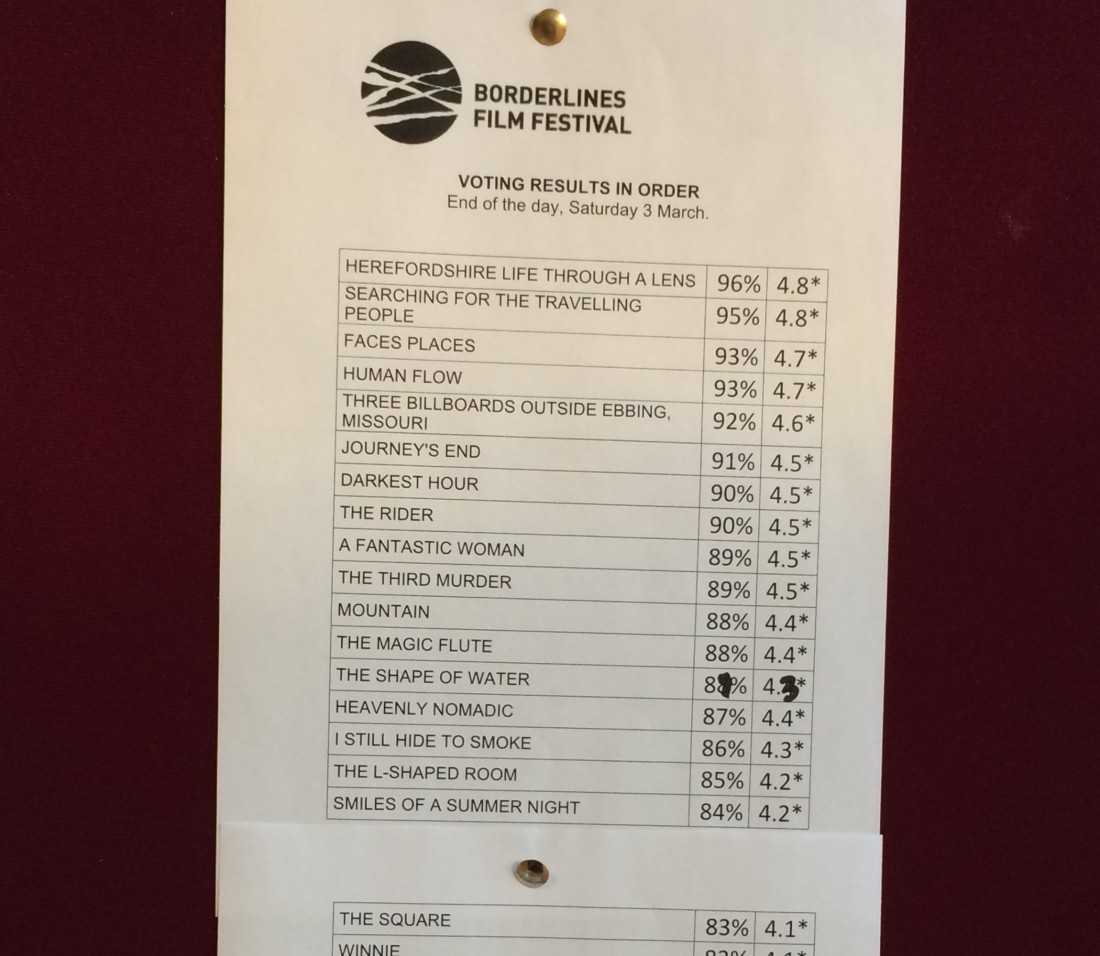 BORDERLINES
FILM FESTIVAL
VOTING RESULTS IN ORDER
End of the day, Saturday 3 March.
HEREFORDSHIRE LIFE THROUGH A LENS 96% 4.8*
SEARCHING FOR THE TRAVELLING
PEOPLE 95% 4.8*
FACES PLACES 93% 4.7*
HUMAN FLOW 93% 4.7*
THREE BILLBOARDS OUTSIDE EBBING,
MISSOURI 92% 4.6*
JOURNEY'S END 91% 4.5*
DARKEST HOUR 90% 4.5*
THE RIDER 90% 4.5*
A FANTASTIC WOMAN 89% 4.5*
THE THIRD MURDER 89% 4.5*
MOUNTAIN 88% 4.4*
THE MAGIC FLUTE 88% 4.4*
THE SHAPE OF WATER 4.3*
HEAVENLY NOMADIC 87% 4.4*
I STILL HIDE TO SMOKE 86% 4.3*
THE L-SHAPED ROOM 85% 4.2*
SMILES OF A SUMMER NIGHT 84% 4.2*
THE SQUARE 83% 4.1*
WINNIE